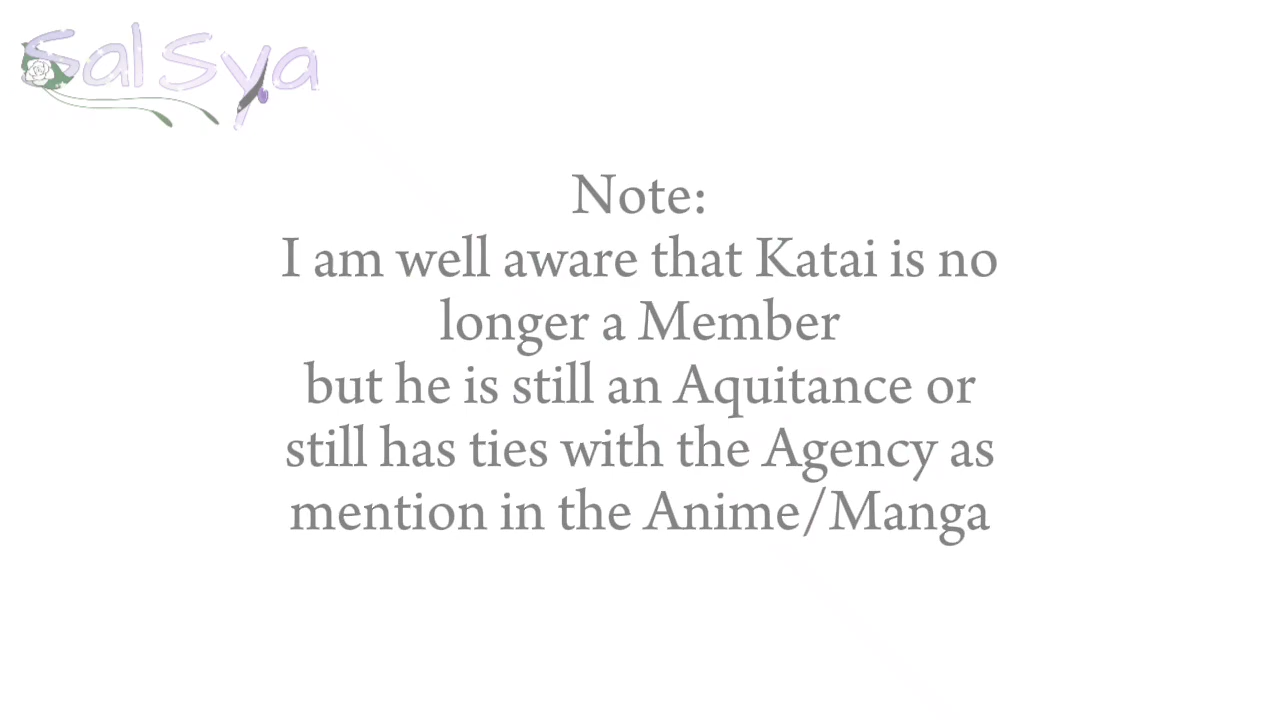 SalSya
Note:
I am well aware that Katai is no
longer a Member
but he is still an Aquitance or
still has ties with the Agency as
mention in the Anime/Manga